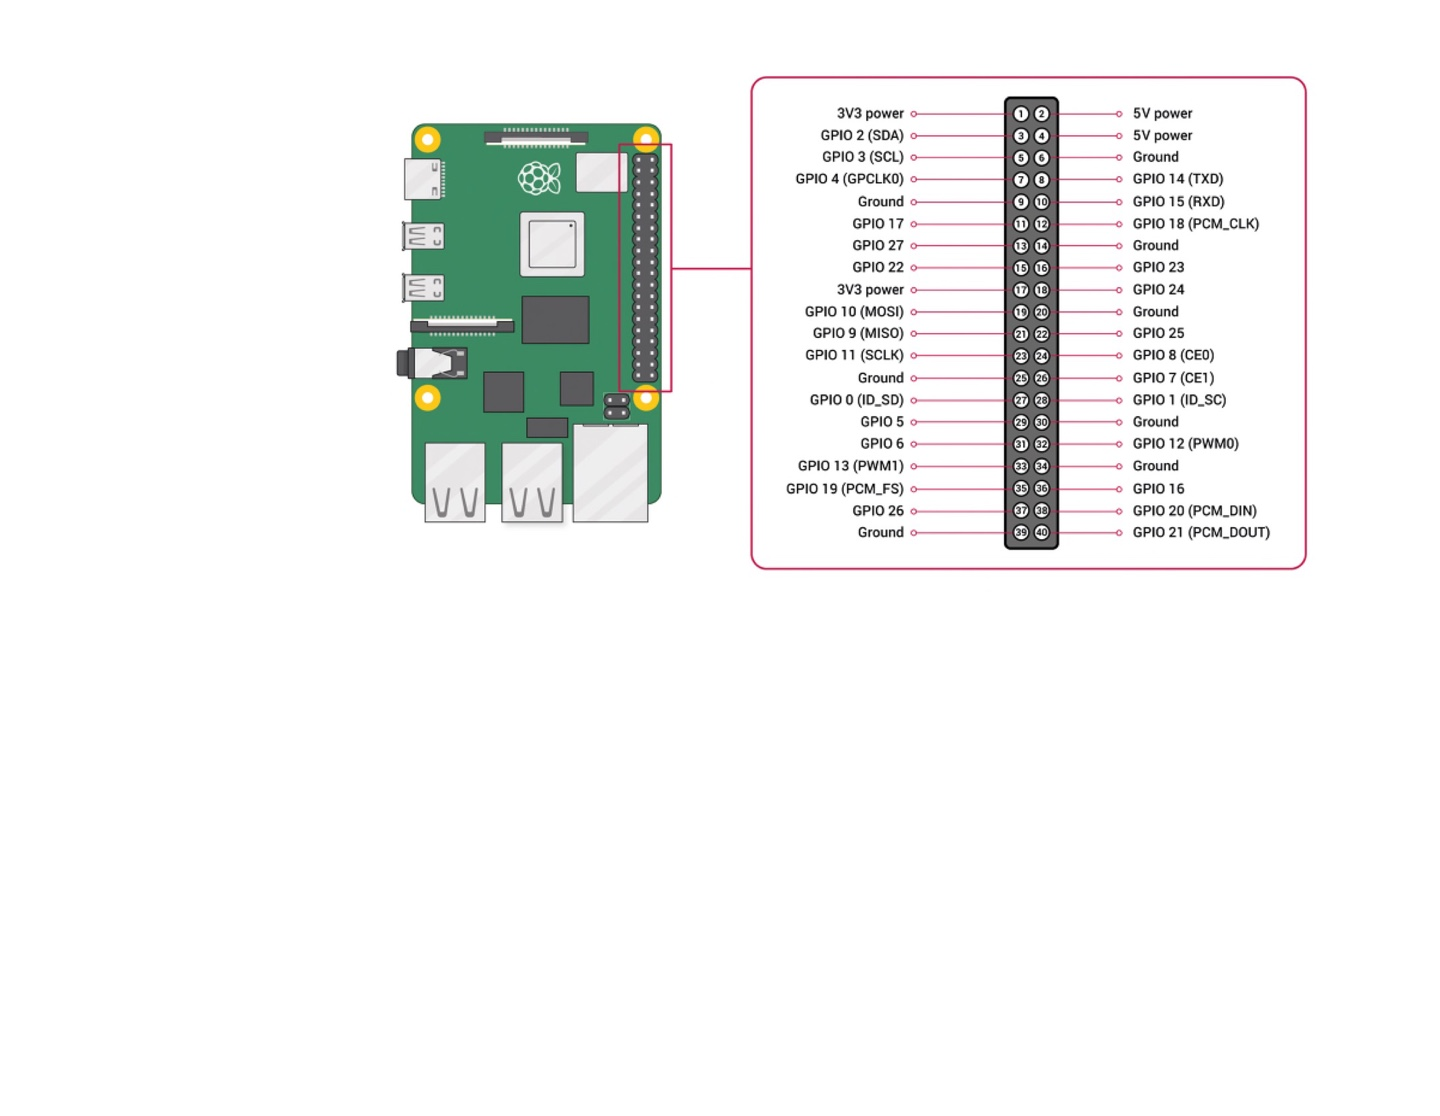 3V3 power 1 2 5V power
GPIO 2 (SDA) 3 4 5V power
GPIO 3 (SCL) 5 6 Ground
GPIO 4 (GPCLK0) 7 8 GPIO 14 (TXD)
Ground 9 10 GPIO 15 (RXD)
GPIO 17 11 12 GPIO 18 (PCM_CLK)
GPIO 27 13 14 Ground
GPIO 22 15 16 GPIO 23
3V3 power 17 18 GPIO 24
GPIO 10 (MOSI) 19 20 Ground
GPIO 9 (MISO) 21 22 GPIO 25
GPIO 11 (SCLK) 23 24 GPIO 8 (CE0)
Ground 25 26 GPIO 7 (CE1)
GPIO 0 (ID_SD) 27 28 GPIO 1 (ID_SC)
GPIO 5 29 30 Ground
GPIO 6 31 32 GPIO 12 (PWM0)
GPIO 13 (PWM1) 33 34 Ground
GPIO 19 (PCM_FS) 35 36 GPIO 16
GPIO 26 37 38 GPIO 20 (PCM_DIN)
Ground 39 40 GPIO 21 (PCM_DOUT)